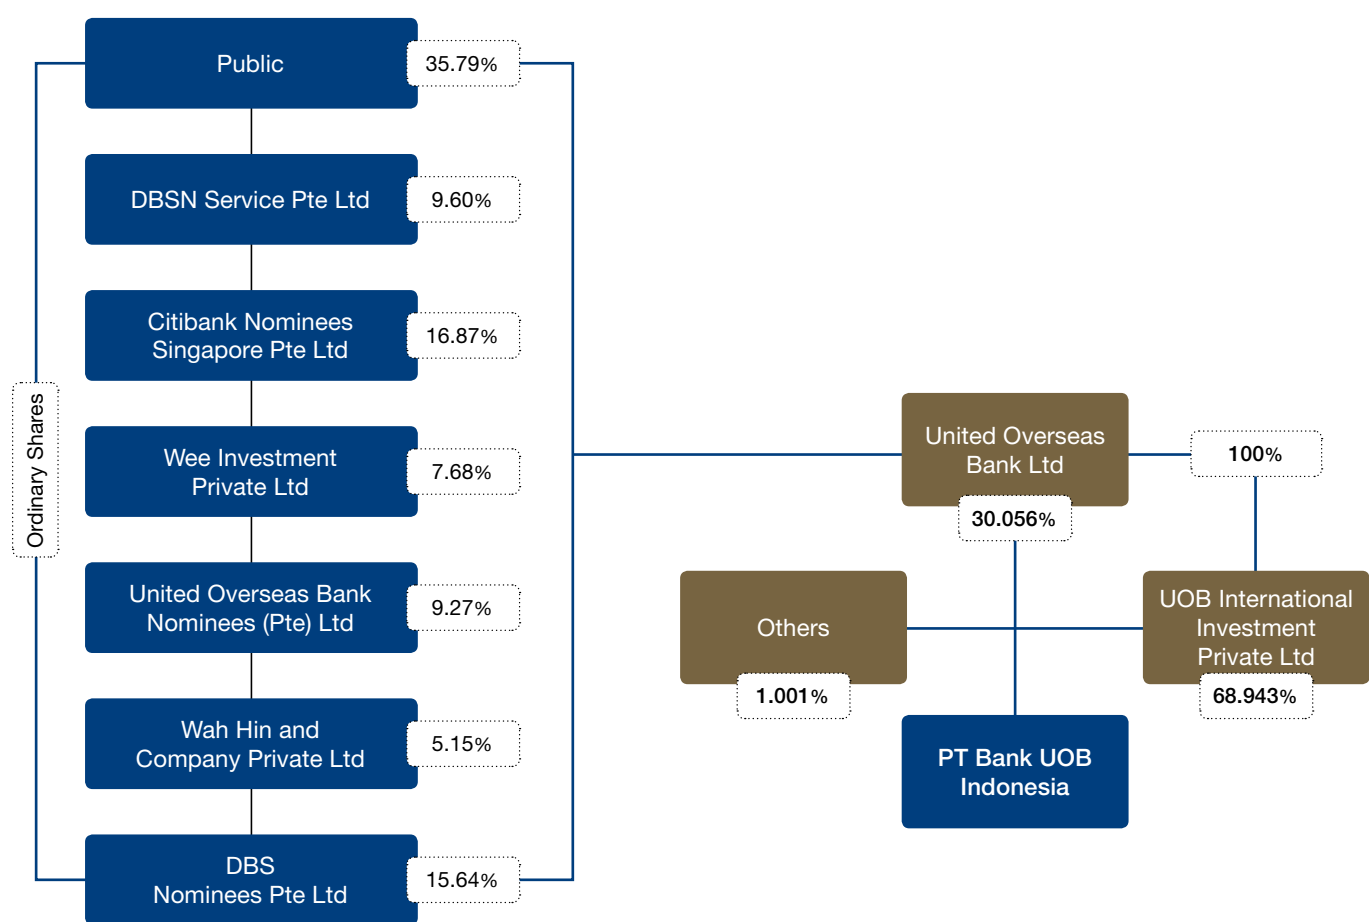 Public
35.79%
DBSN Service Pte Ltd
9.60%
Citibank Nominees
Singapore Pte Ltd
16.87%
Wee Investment
Private Ltd
7.68%
United Overseas Bank
Nominees (Pte) Ltd
9.27%
Wah Hin and
Company Private Ltd
5.15%
DBS
Nominees Pte Ltd
15.64%
Ordinary Shares
United Overseas
Bank Ltd
30.056%
100%
Others
1.001%
UOB International
Investment
Private Ltd
68.943%
PT Bank UOB
Indonesia